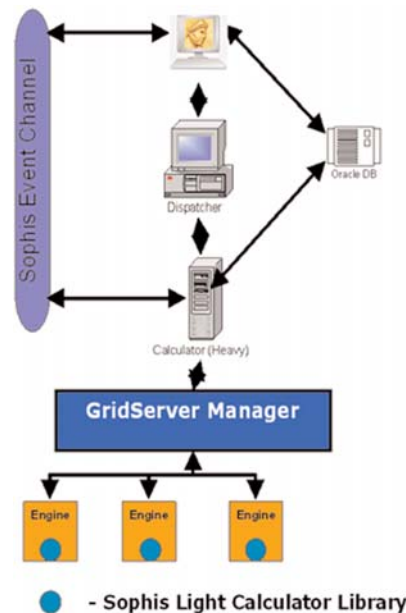 Sophis Event Channel
Dispatcher
Oracle DB
Calculator (Heavy)
GridServer Manager
Engine
Engine
Engine
- Sophis Light Calculator Library